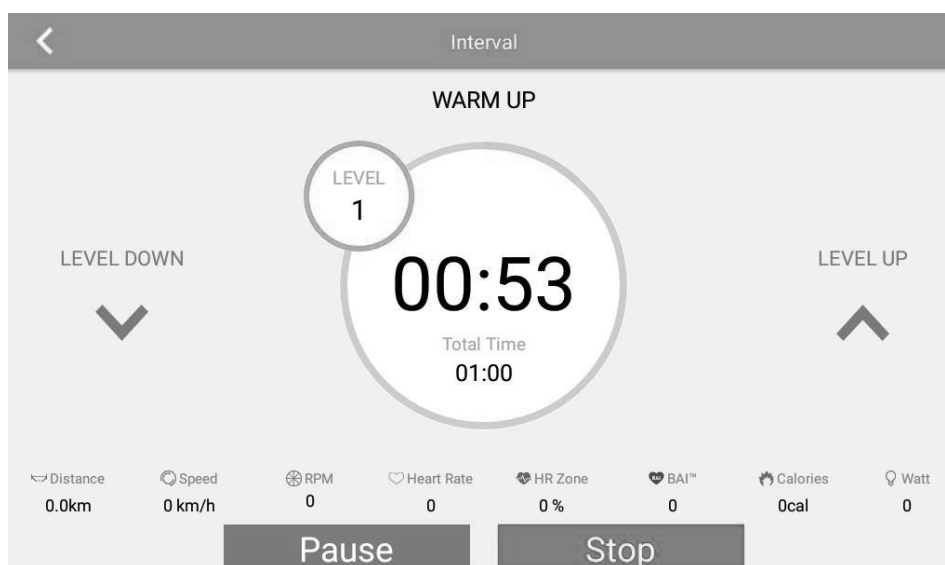 Interval
WARM UP
LEVEL
1
LEVEL DOWN
LEVEL UP
00:53
Total Time
01:00
Distance Speed RPM Heart Rate HR Zone BAI™ Calories Watt
0.0km 0 km/h 0 0 0 % 0 0cal 0
Pause Stop